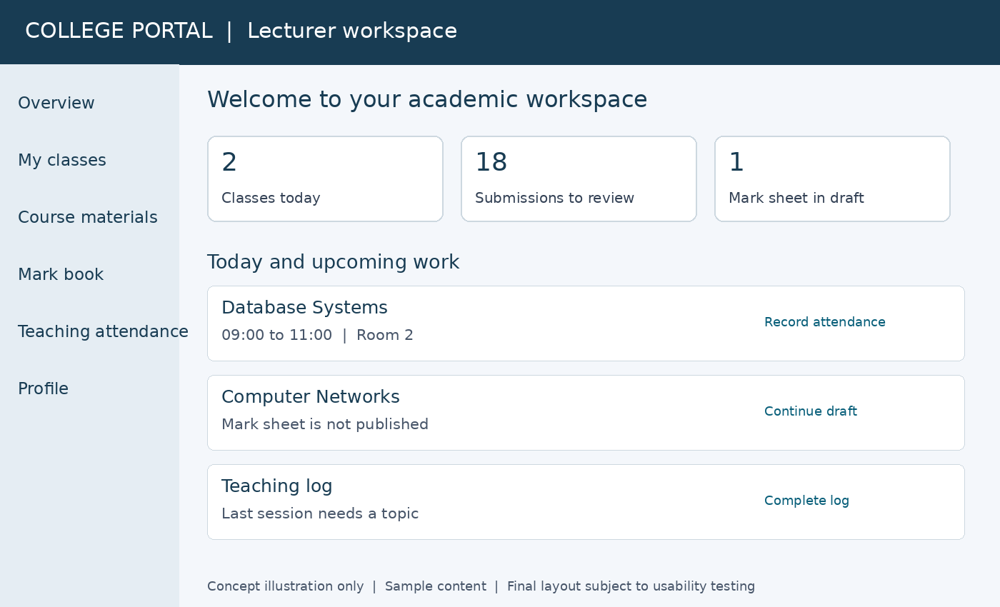 COLLEGE PORTAL | Lecturer workspace
Overview
My classes
Course materials
Mark book
Teaching attendance
Profile
Welcome to your academic workspace
2
Classes today
18
Submissions to review
1
Mark sheet in draft
Today and upcoming work
Database Systems
09:00 to 11:00 | Room 2
Record attendance
Computer Networks
Mark sheet is not published
Continue draft
Teaching log
Last session needs a topic
Complete log
Concept illustration only | Sample content | Final layout subject to usability testing